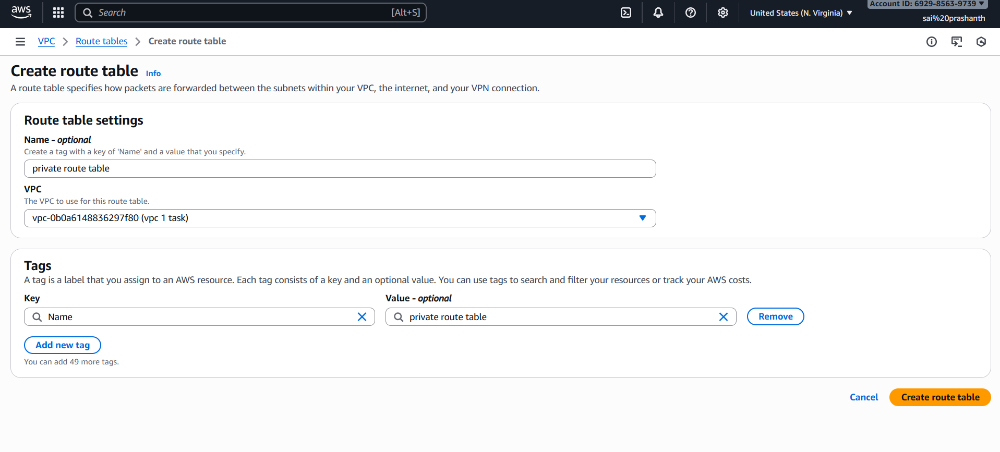 aws
Search [Alt+S]
United States (N. Virginia)
Account ID: 6929-8563-9739
sai%20prashanth
VPC
Route tables
Create route table
Create route table Info
A route table specifies how packets are forwarded between the subnets within your VPC, the internet, and your VPN connection.
Route table settings
Name - optional
Create a tag with a key of 'Name' and a value that you specify.
private route table
VPC
The VPC to use for this route table.
vpc-0b0a6148836297f80 (vpc 1 task)
Tags
A tag is a label that you assign to an AWS resource. Each tag consists of a key and an optional value. You can use tags to search and filter your resources or track your AWS costs.
Key
Value - optional
Name
private route table
Remove
Add new tag
You can add 49 more tags.
Cancel
Create route table